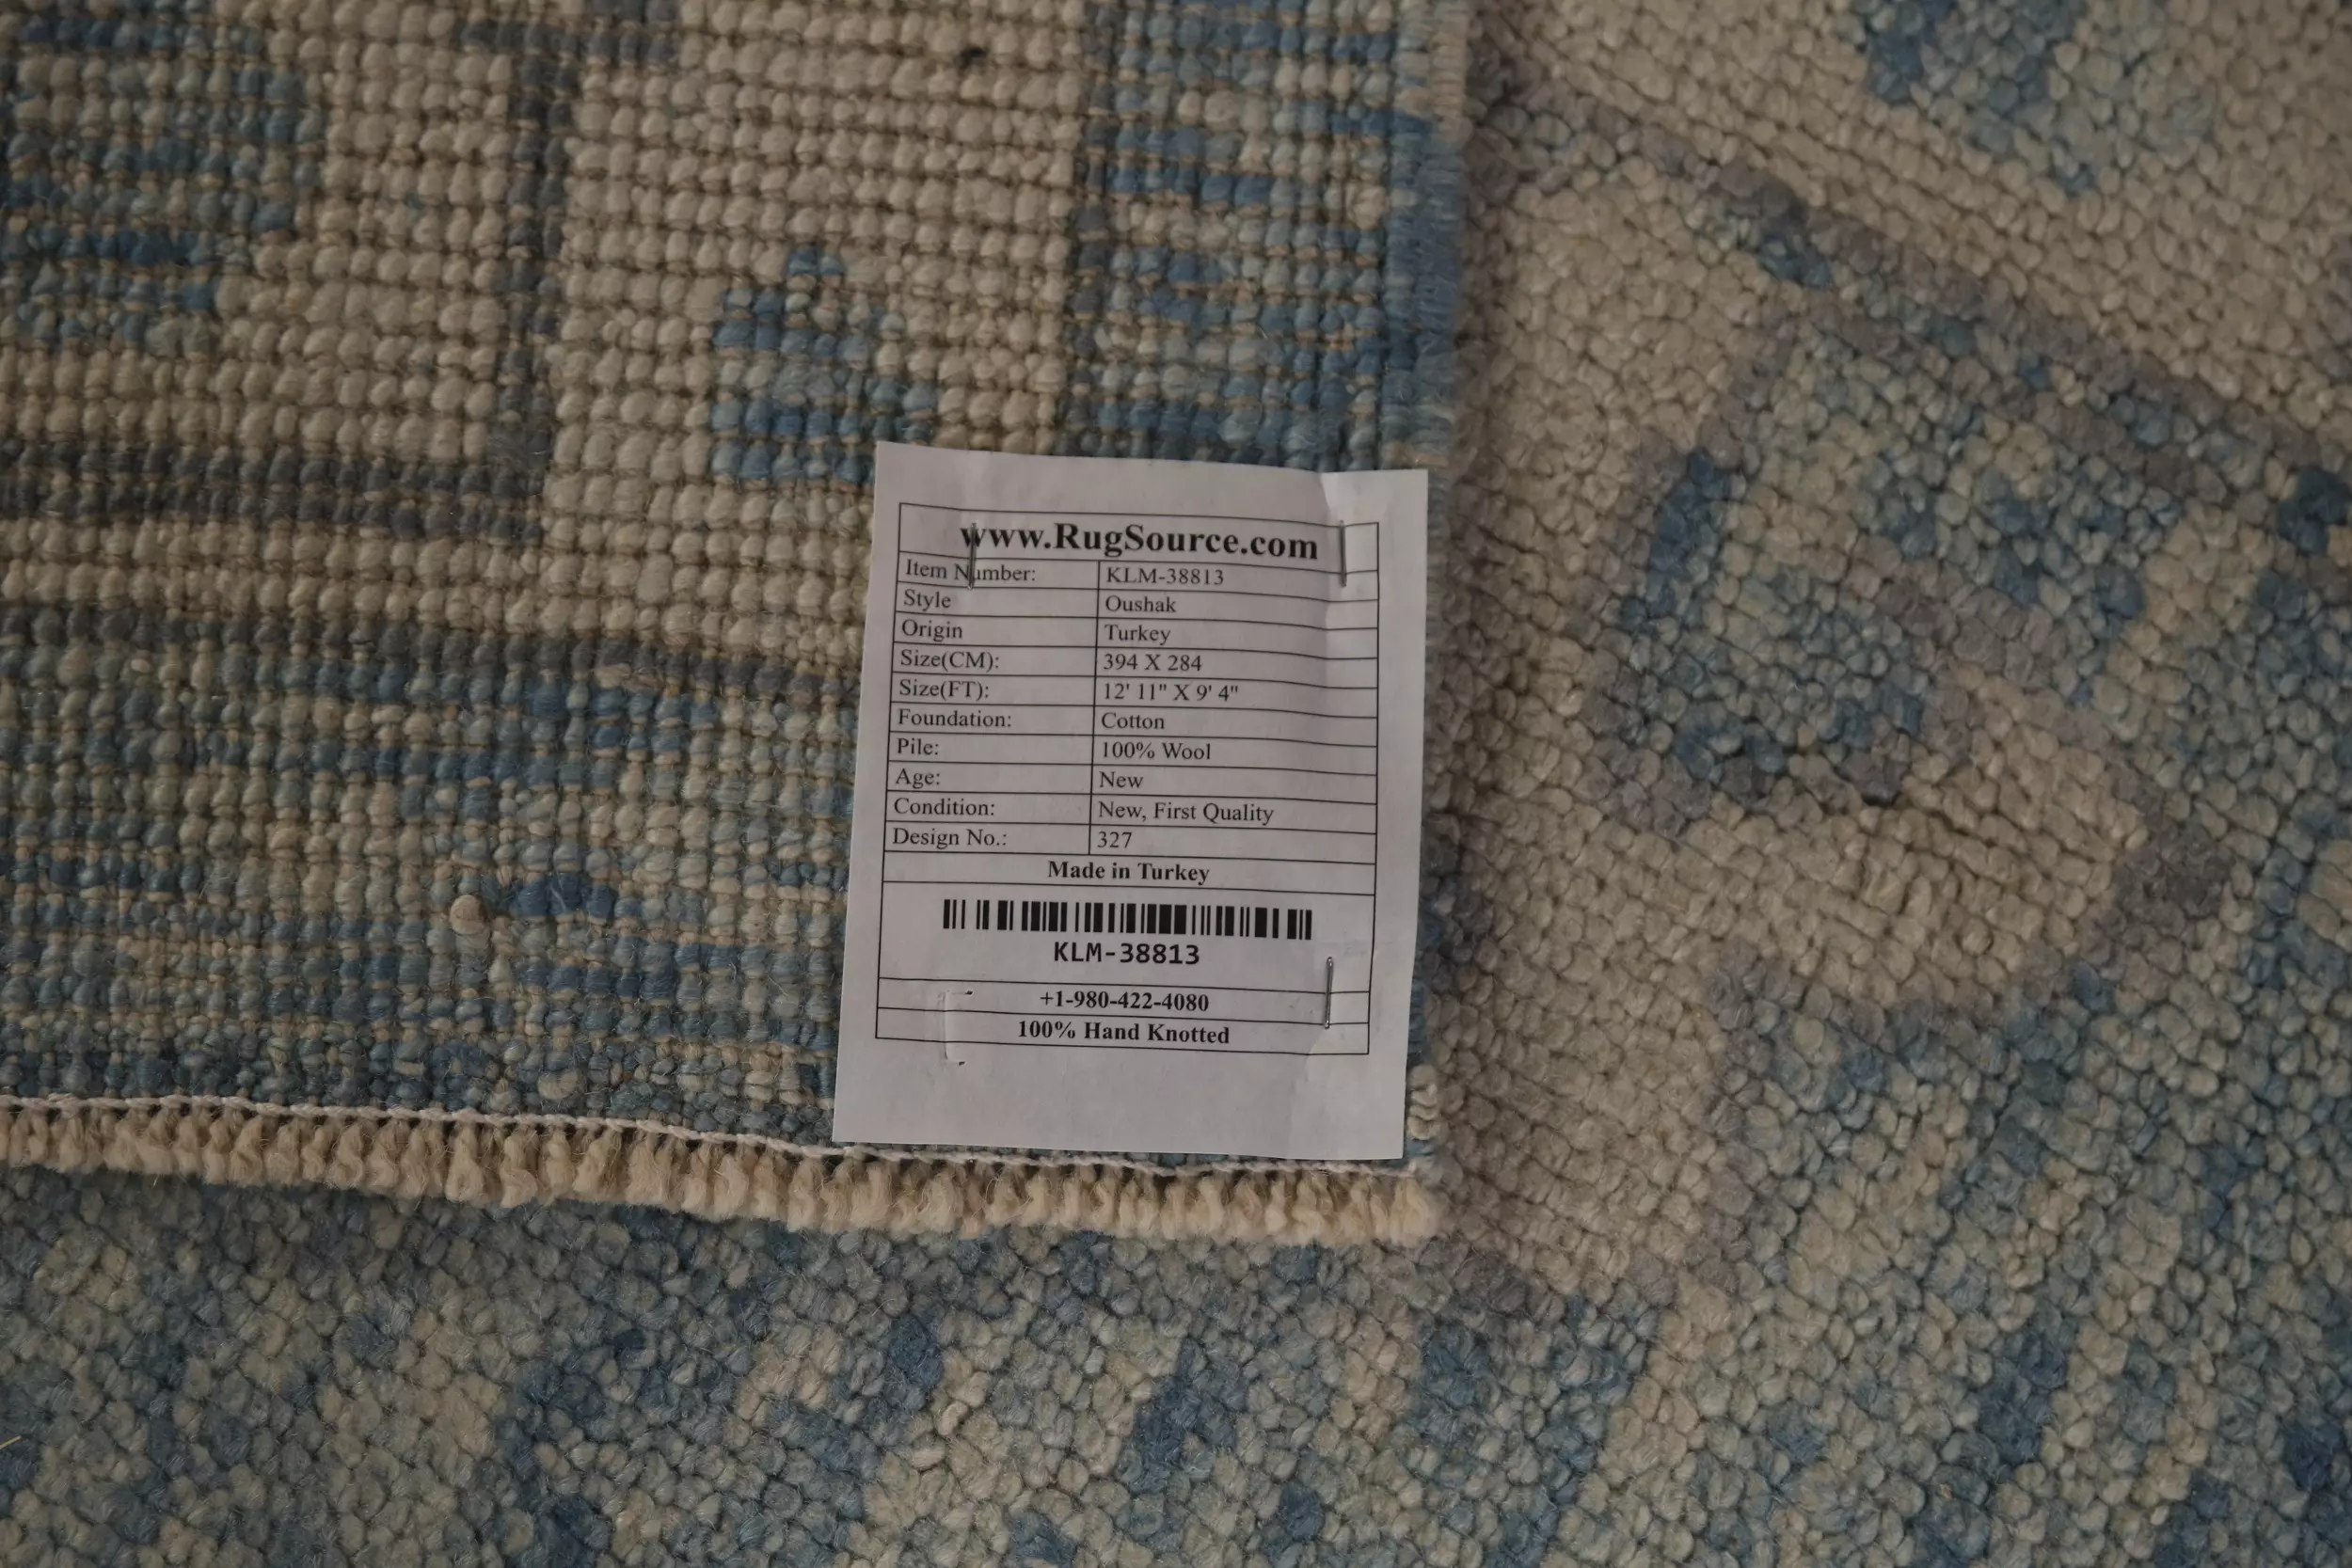 www.RugSource.com
Item Number: KLM-38813
Style Oushak
Origin Turkey
Size(CM): 394 X 284
Size(FT): 12' 11" X 9' 4"
Foundation: Cotton
Pile: 100% Wool
Age: New
Condition: New, First Quality
Design No.: 327
Made in Turkey
KLM-38813
+1-980-422-4080
100% Hand Knotted